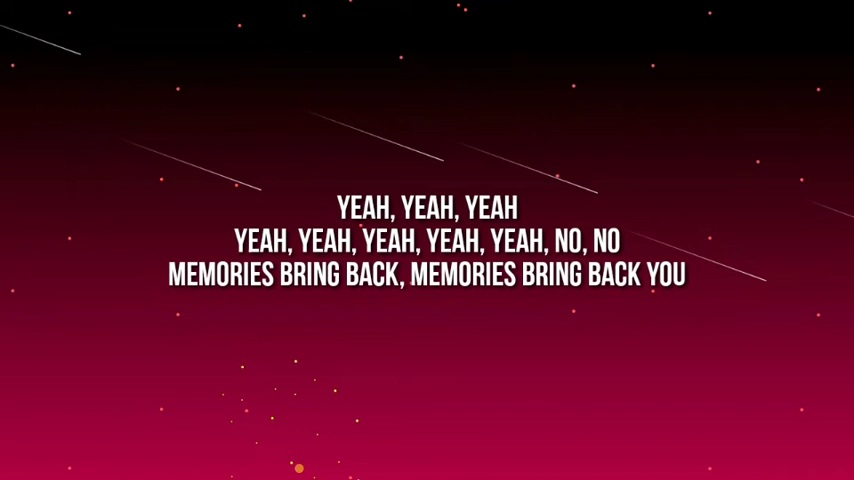 YEAH, YEAH, YEAH
YEAH, YEAH, YEAH, YEAH, YEAH, NO, NO
MEMORIES BRING BACK, MEMORIES BRING BACK YOU